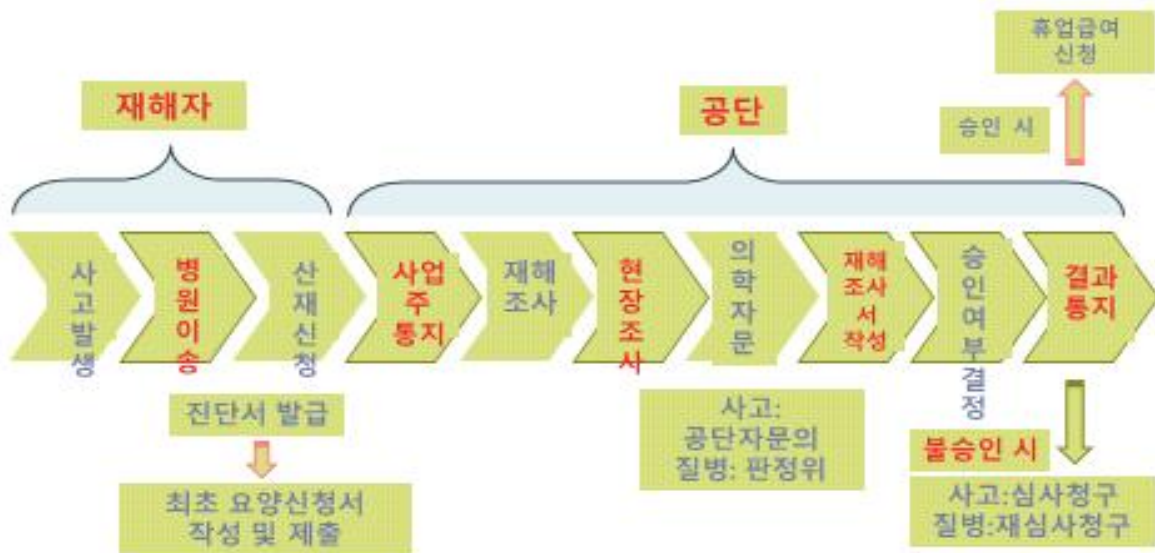 휴업급여
신청
재해자
공단
승인 시
사고발생
병원이송
산재신청
사업
주
통지
재해
조사
현장조사
의학자문
재해
조사
서
작성
승인여부결정
결과
통지
진단서 발급
최초 요양신청서
작성 및 제출
사고:
공단자문의
질병: 판정위
불승인 시
사고:심사청구
질병:재심사청구